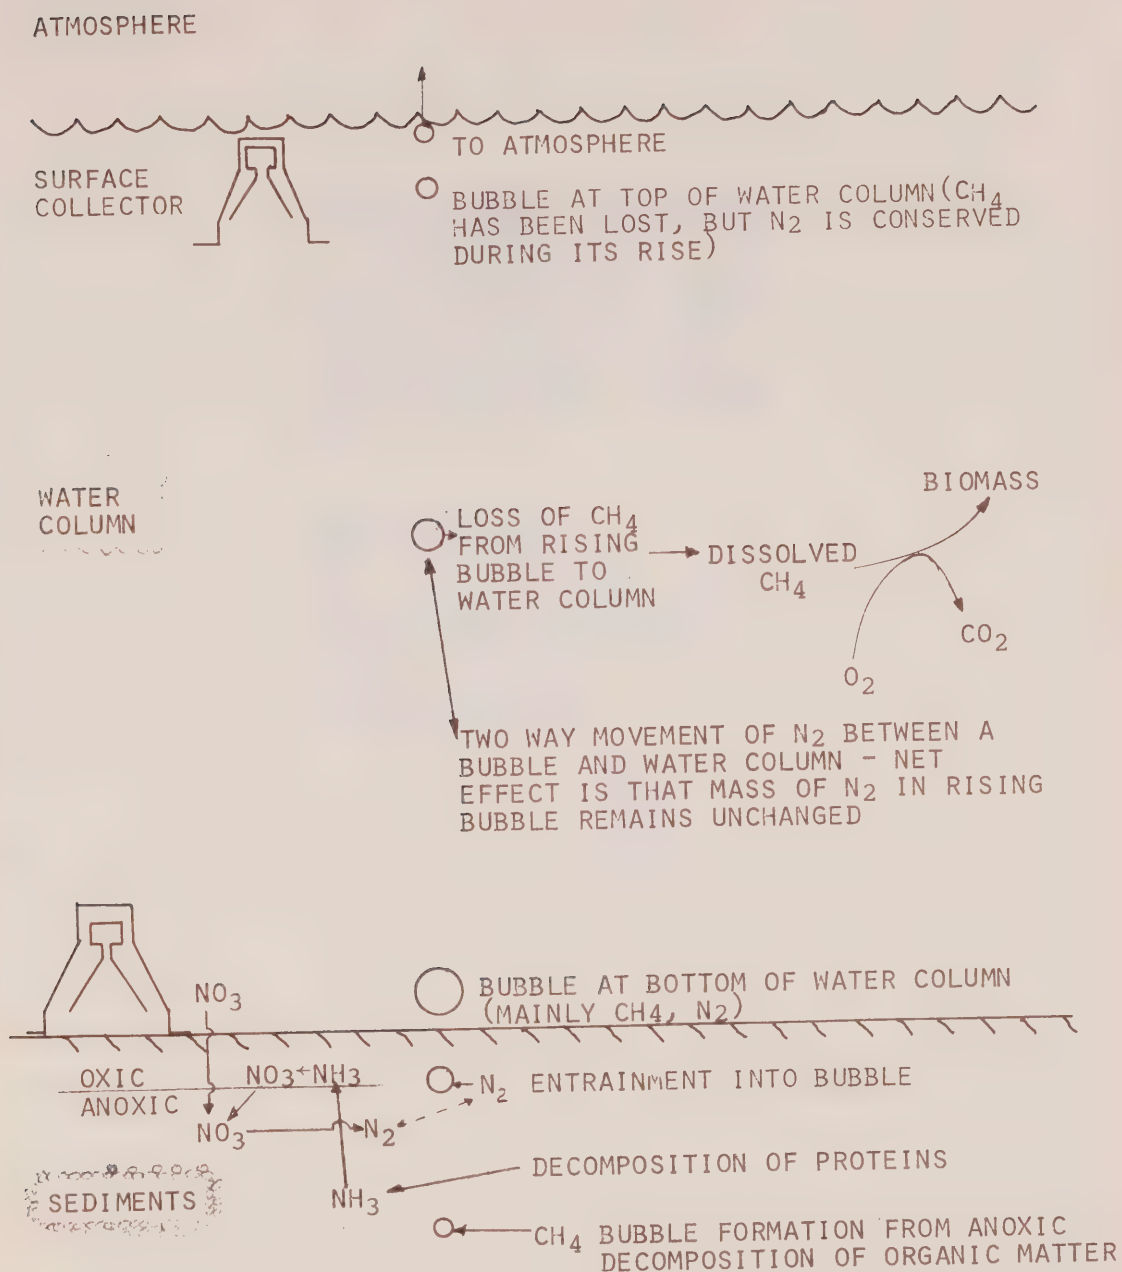 ATMOSPHERE
TO ATMOSPHERE
SURFACE
COLLECTOR
BUBBLE AT TOP OF WATER COLUMN(CH₄
HAS BEEN LOST, BUT N₂ IS CONSERVED
DURING ITS RISE)
WATER
COLUMN
LOSS OF CH₄
FROM RISING
BUBBLE TO
WATER COLUMN
DISSOLVED
CH₄
BIOMASS
CO₂
O₂
TWO WAY MOVEMENT OF N₂ BETWEEN A
BUBBLE AND WATER COLUMN - NET
EFFECT IS THAT MASS OF N₂ IN RISING
BUBBLE REMAINS UNCHANGED
NO₃
BUBBLE AT BOTTOM OF WATER COLUMN
(MAINLY CH₄, N₂)
OXIC
NO₃←NH₃
N₂ ENTRAINMENT INTO BUBBLE
ANOXIC
NO₃
N₂
DECOMPOSITION OF PROTEINS
SEDIMENTS
NH₃
CH₄ BUBBLE FORMATION FROM ANOXIC
DECOMPOSITION OF ORGANIC MATTER